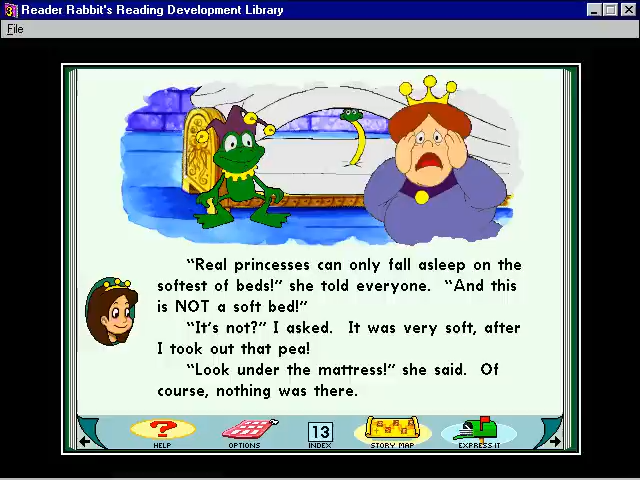 Reader Rabbit's Reading Development Library
File
“Real princesses can only fall asleep on the
softest of beds!” she told everyone. “And this
is NOT a soft bed!”
“It's not?” I asked. It was very soft, after
I took out that pea!
“Look under the mattress!” she said. Of
course, nothing was there.
?
HELP
OPTIONS
13
INDEX
STORY MAP
EXPRESS IT